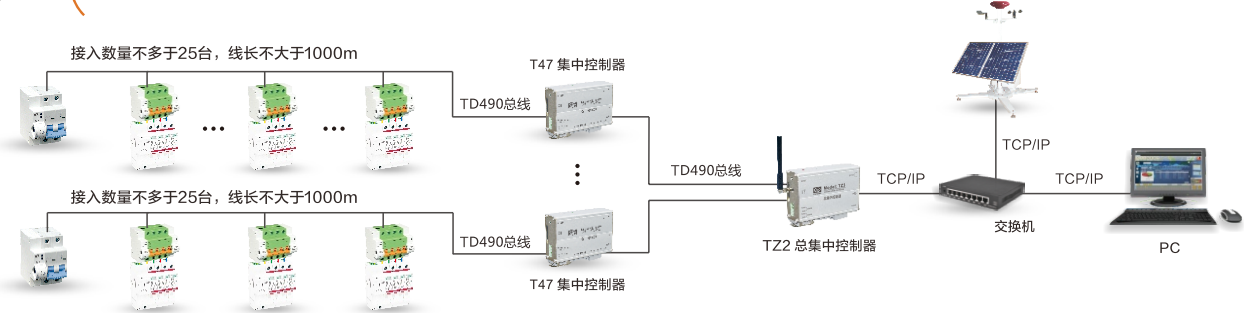 接入数量不多于25台，线长不大于1000m
T47 集中控制器
TD490总线
TCP/IP
TD490总线
TCP/IP
TCP/IP
接入数量不多于25台，线长不大于1000m
交换机
TD490总线
TZ2 总集中控制器
PC
T47 集中控制器